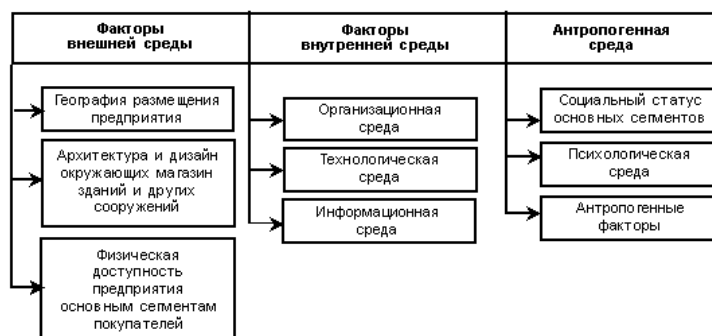 Факторы
внешней среды
Факторы
внутренней среды
Антропогенная
среда
География размещения
предприятия
Архитектура и дизайн
окружающих магазин
зданий и других
сооружений
Физическая
доступность
предприятия
основным сегментам
покупателей
Организационная
среда
Технологическая
среда
Информационная
среда
Социальный статус
основных сегментов
Психологическая
среда
Антропогенные
факторы